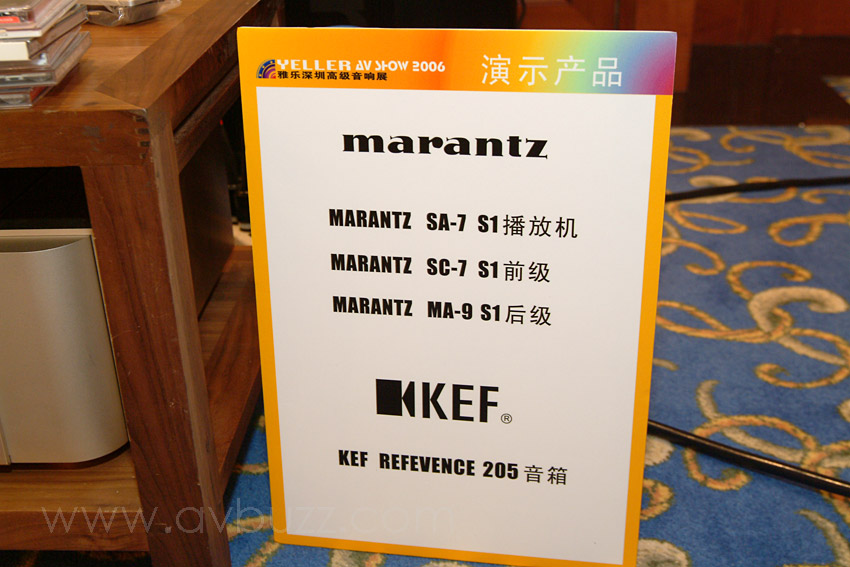 YELLER AV SHOW 2006
雅乐深圳高级音响展
演示产品
marantz
MARANTZ SA-7 S1播放机
MARANTZ SC-7 S1前级
MARANTZ MA-9 S1后级
KEF®
KEF REFEVENCE 205音箱
www.avbuzz.com